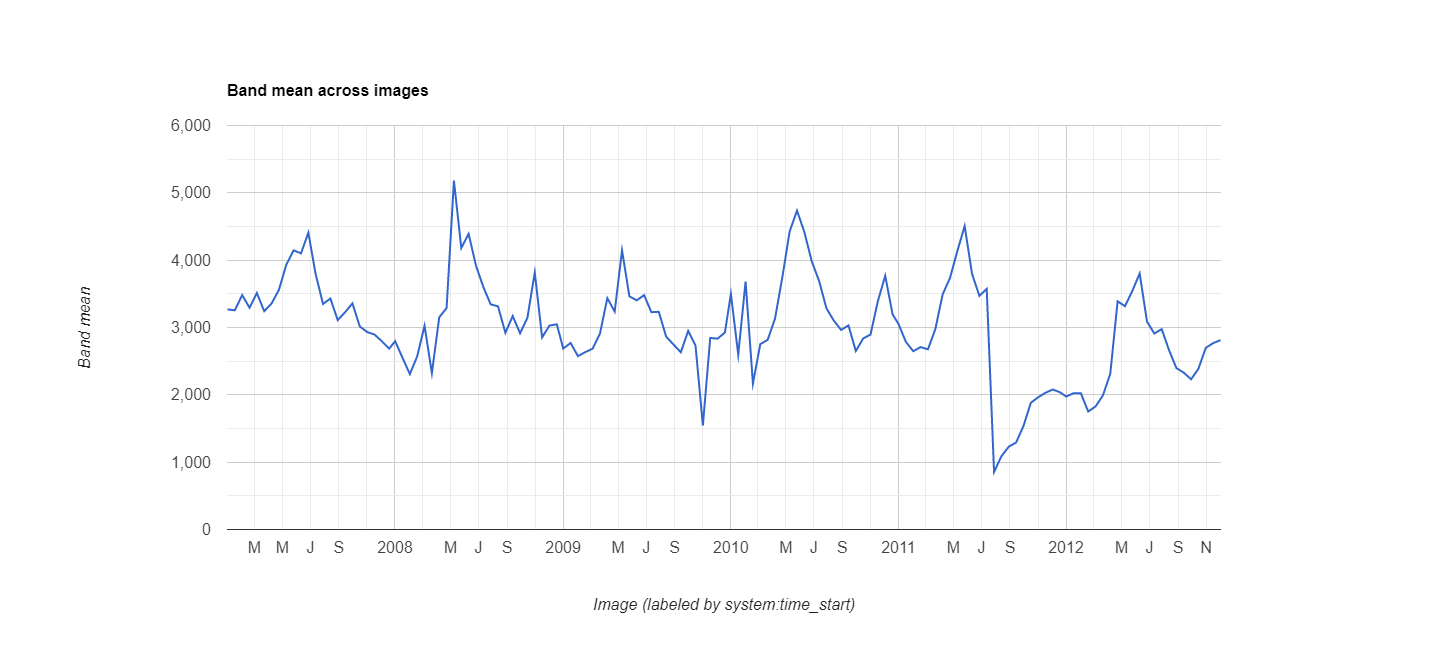 Band mean across images
6,000
5,000
4,000
3,000
2,000
1,000
0
Band mean
M M J S 2008 M J S 2009 M J S 2010 M J S 2011 M J S 2012 M J S N
Image (labeled by system:time_start)